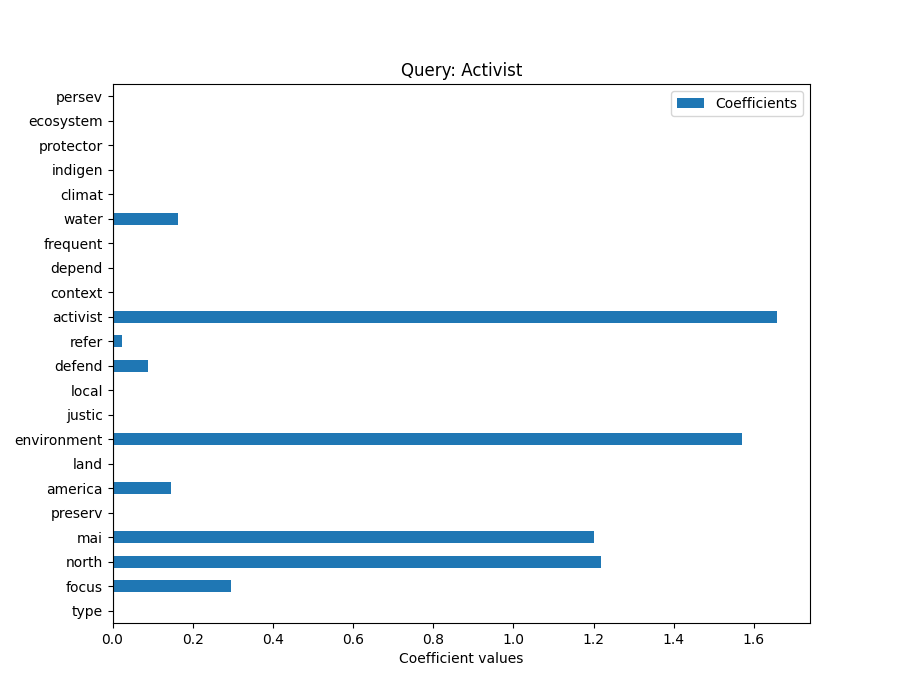 Query: Activist
Coefficients
persev
ecosystem
protector
indigen
climat
water
frequent
depend
context
activist
refer
defend
local
justic
environment
land
america
preserv
mai
north
focus
type
0.0 0.2 0.4 0.6 0.8 1.0 1.2 1.4 1.6
Coefficient values